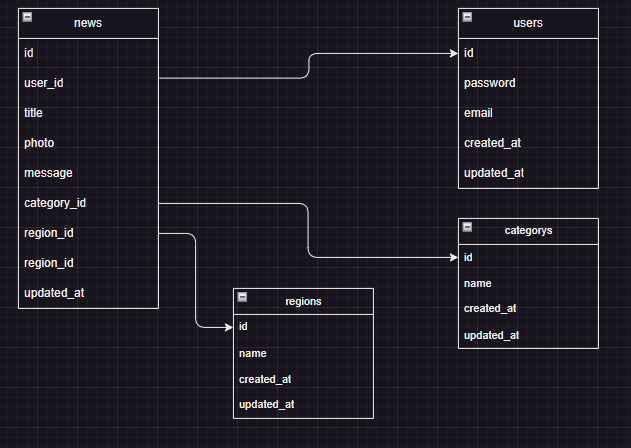 news
id
user_id
title
photo
message
category_id
region_id
region_id
updated_at
users
id
password
email
created_at
updated_at
categorys
id
name
created_at
updated_at
regions
id
name
created_at
updated_at